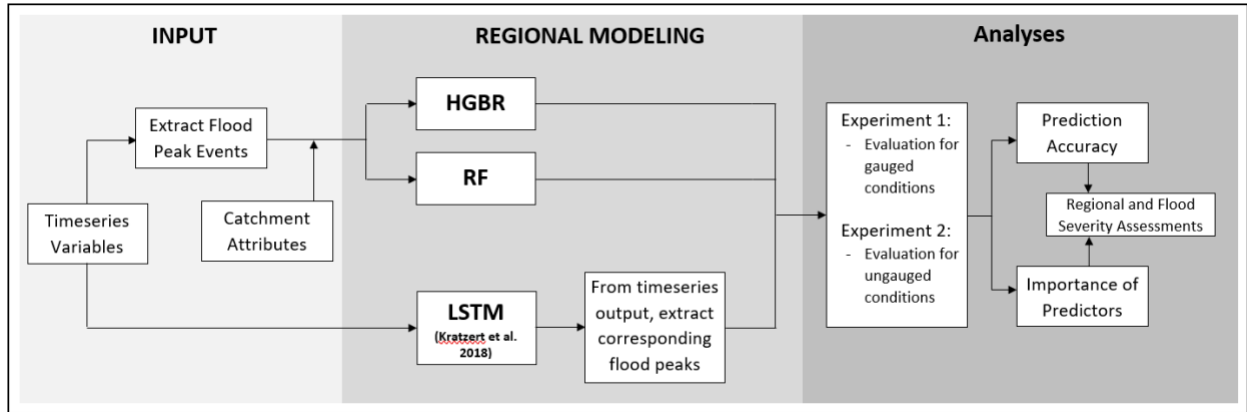 INPUT
REGIONAL MODELING
Analyses
Extract Flood
Peak Events
Timeseries
Variables
Catchment
Attributes
HGBR
RF
LSTM
(Kratzert et al.
2018)
From timeseries
output, extract
corresponding
flood peaks
Experiment 1:
- Evaluation for
gauged
conditions
Experiment 2:
- Evaluation for
ungauged
conditions
Prediction
Accuracy
Regional and Flood
Severity Assessments
Importance of
Predictors